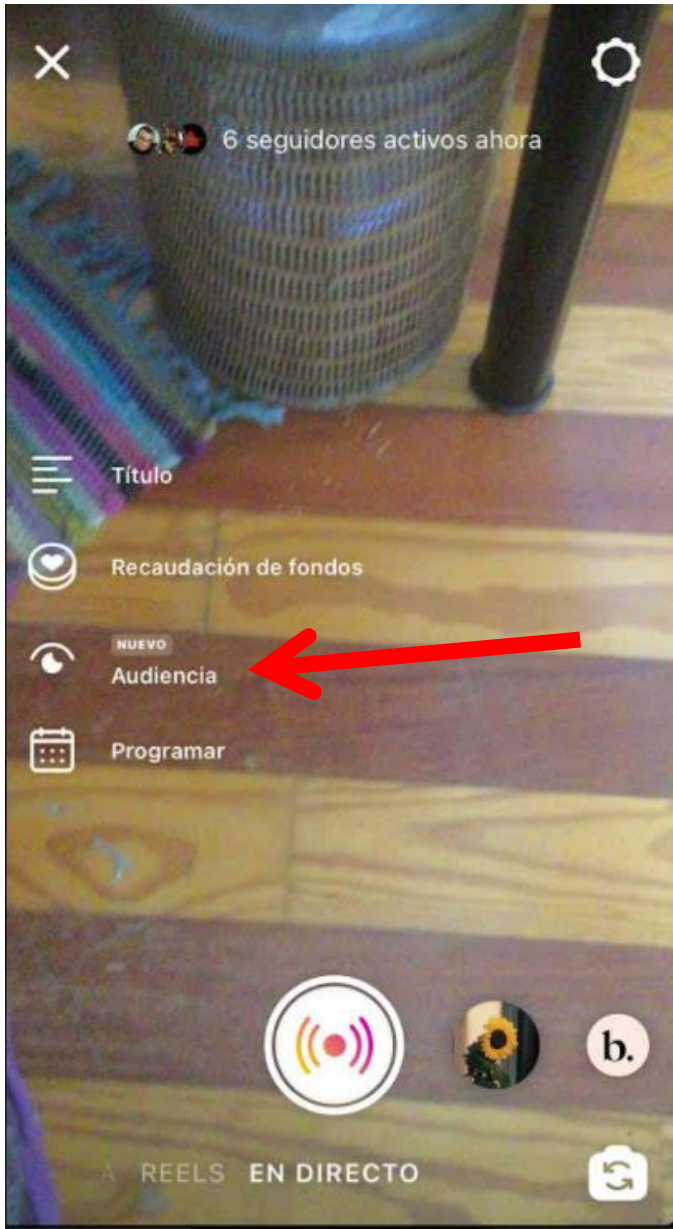 6 seguidores activos ahora
Título
Recaudación de fondos
NUEVO
Audiencia
Programar
b.
A REELS EN DIRECTO